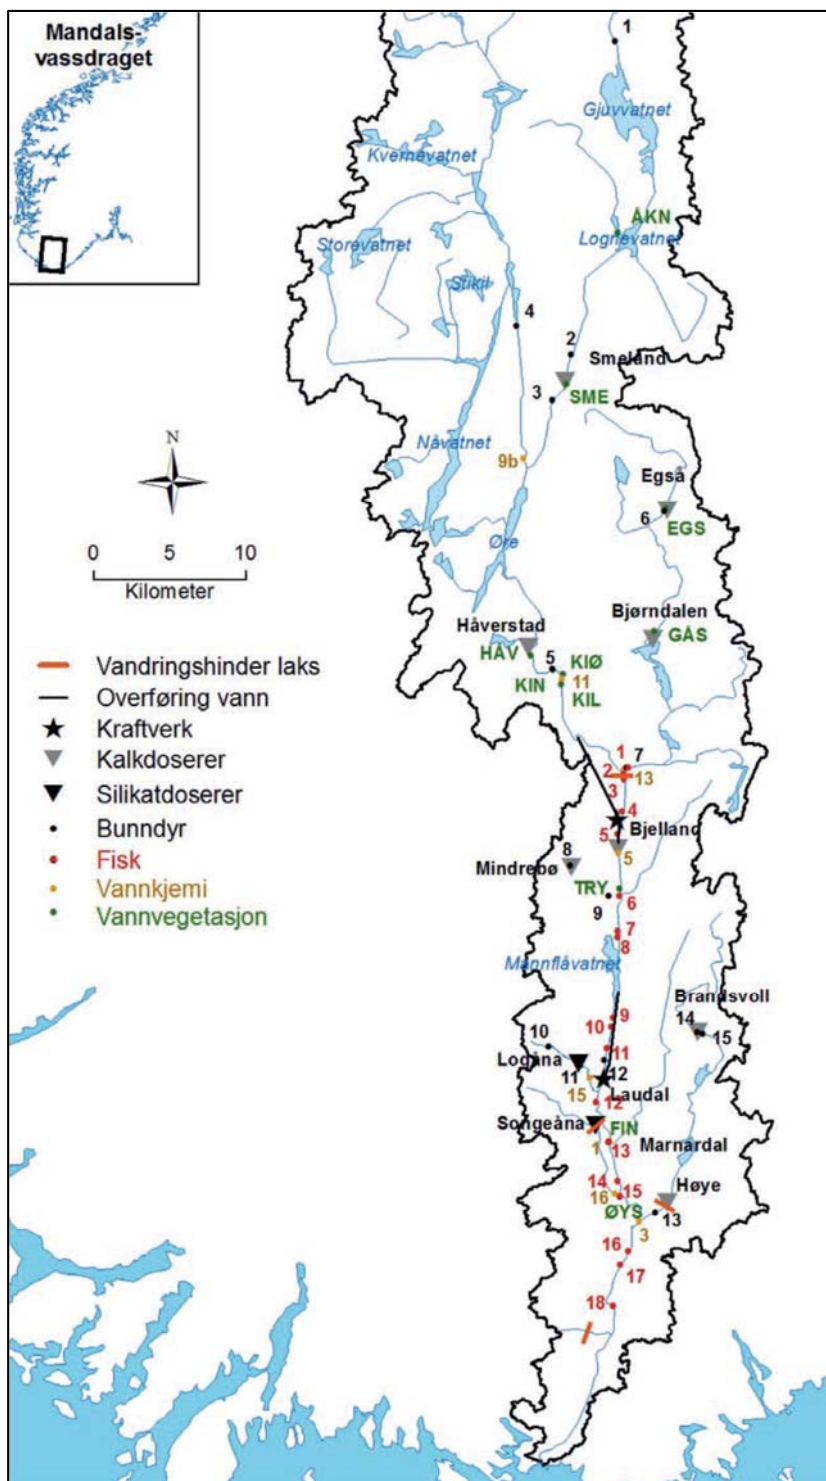 Mandals-
vassdraget
1
Gjuvvatnet
Kvernevatnet
ÅKN
Lognevatnet
Storevatnet
Stikil
4
2
Smeland
3
SME
Nåvatnet
9b
Egså
6
EGS
N
Øre
0 5 10
Kilometer
Bjørndalen
Håverstad
GÅS
HÅV
5
KIØ
KIN
11
KIL
Vandringshinder laks
Overføring vann
Kraftverk
Kalkdoserer
Silikatdoserer
Bunndyr
Fisk
Vannkjemi
Vannvegetasjon
1
7
2
13
3
4
Bjelland
5
5
8
Mindrebø
TRY
6
9
7
8
Mannflåvatnet
Brandsvoll
9
14
10
15
10
11
Logåna
12
11
Laudal
15
12
Songeåna
FIN
1
13
Marnardal
14
15
Høye
16
ØYS
13
3
16
17
18